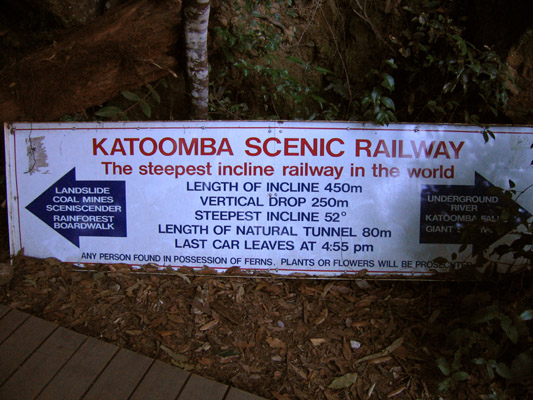 KATOOMBA SCENIC RAILWAY
The steepest incline railway in the world
LANDSLIDE
COAL MINES
SCENISCENDER
RAINFOREST
BOARDWALK
LENGTH OF INCLINE 450m
VERTICAL DROP 250m
STEEPEST INCLINE 52°
LENGTH OF NATURAL TUNNEL 80m
LAST CAR LEAVES AT 4:55 pm
UNDERGROUND
RIVER
KATOOMBA
GIANT
ANY PERSON FOUND IN POSSESSION OF FERNS. PLANTS OR FLOWERS WILL BE PROSECUTED